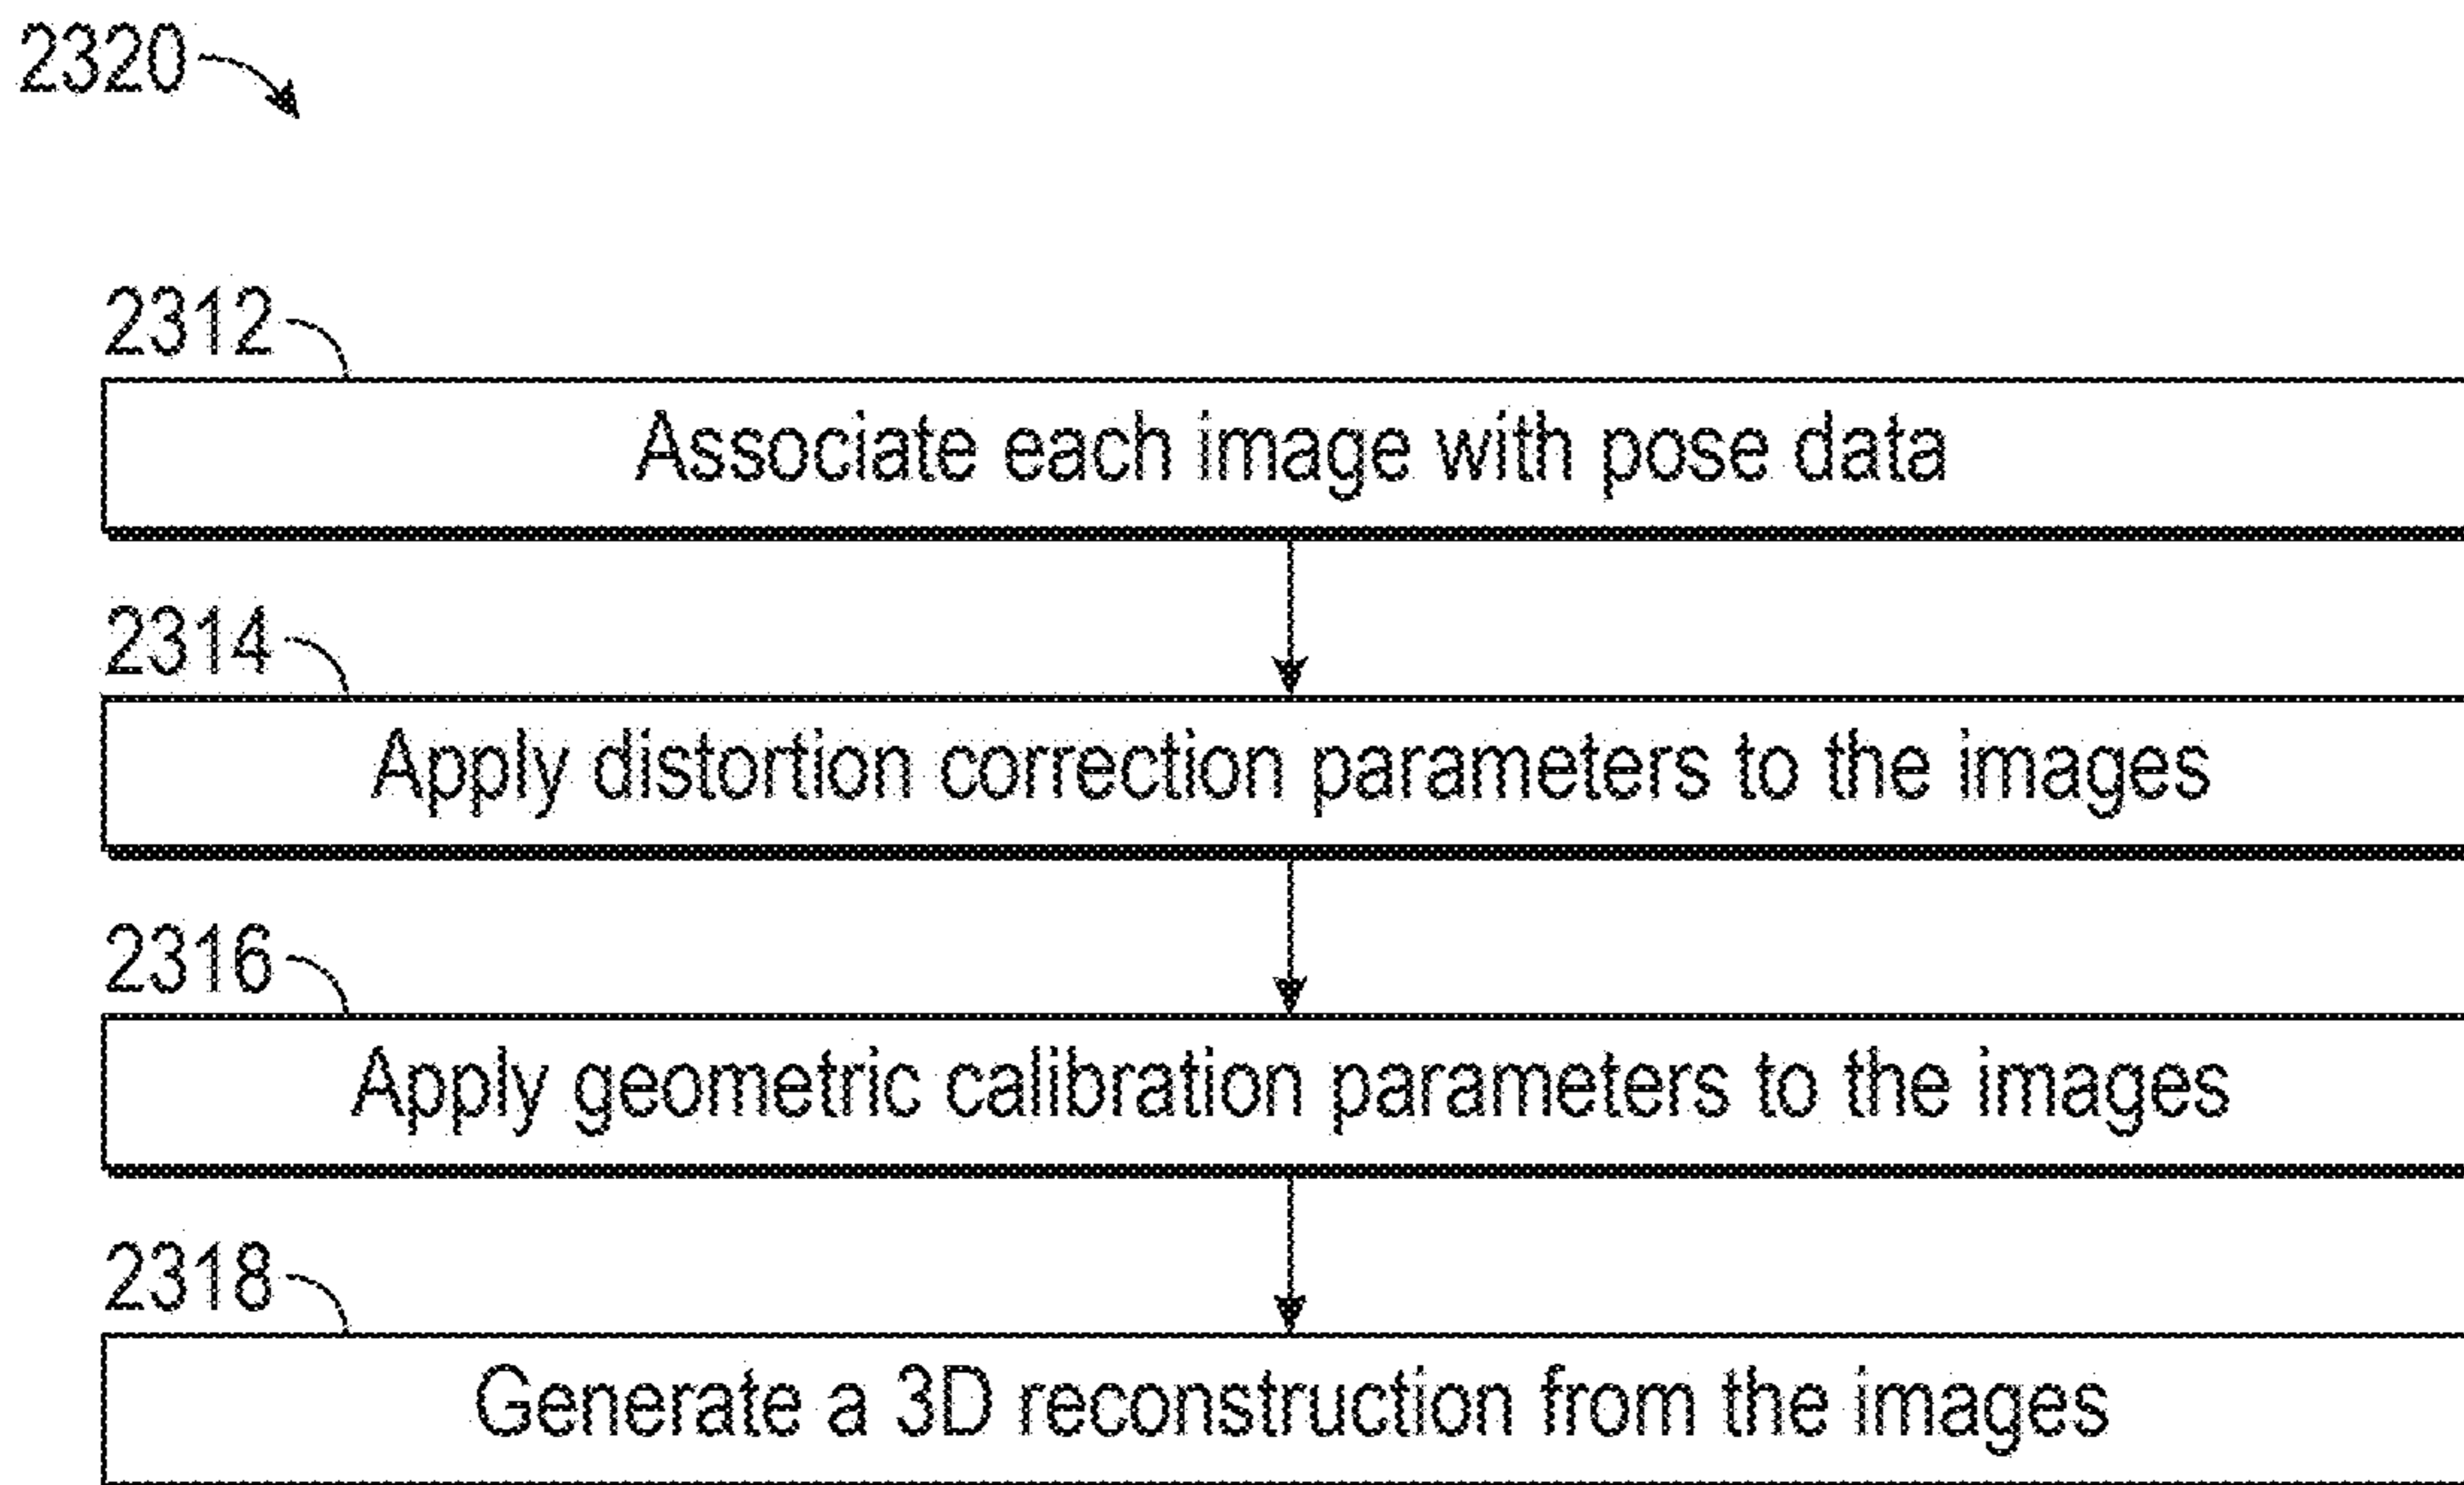 2320
2312
Associate each image with pose data
2314
Apply distortion correction parameters to the images
2316
Apply geometric calibration parameters to the images
2318
Generate a 3D reconstruction from the images